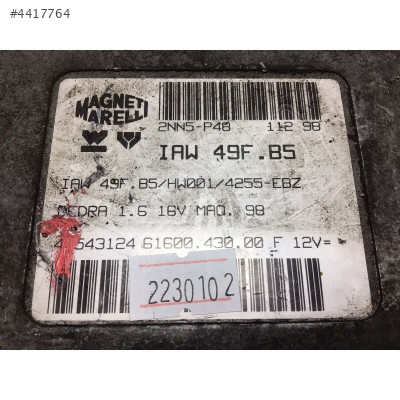 #4417764
MAGNETI
MARELLI
2NN5-P48 112 98
IAW 49F.B5
IAW 49F.B5/HW001/4255-EBZ
DEDRA 1.6 16V MAQ. 98
543124 61600.430.00 F 12V=
2230102